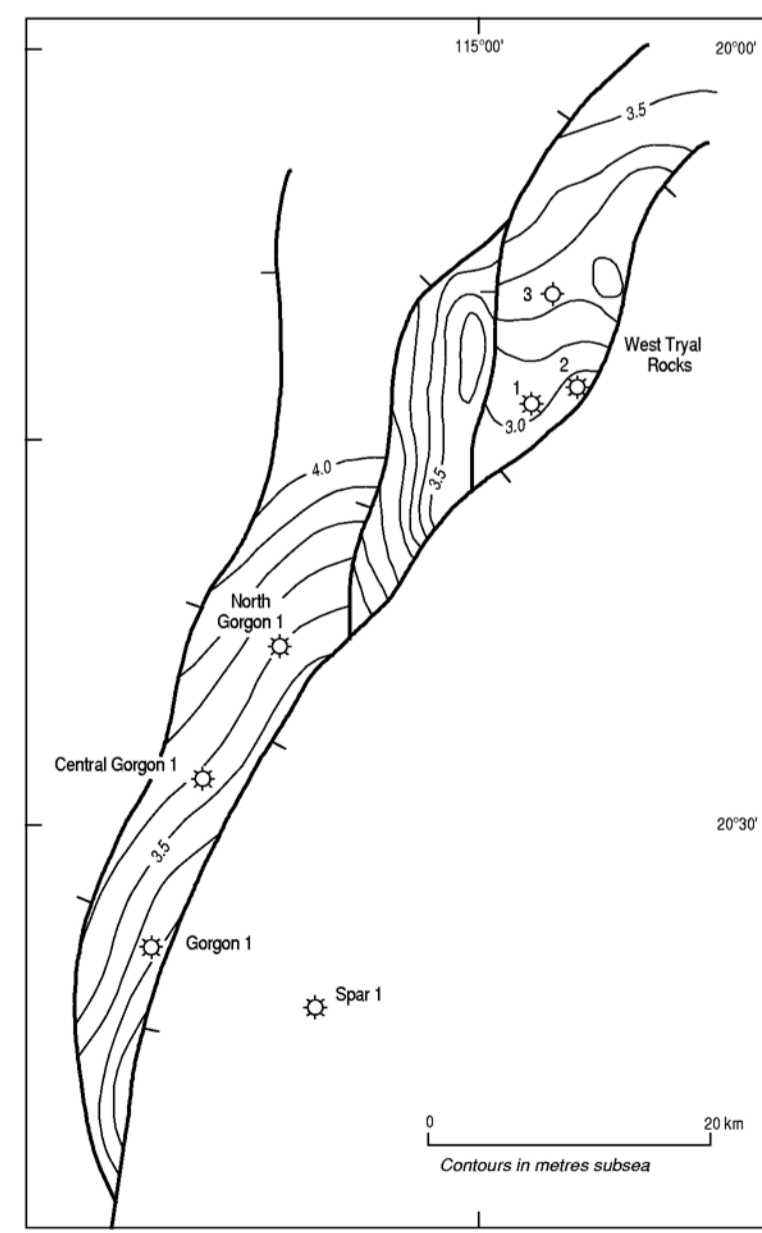 115°00'
20°00'
3.5
3
West Tryal
Rocks
2
1
3.0
4.0
3.5
North
Gorgon 1
Central Gorgon 1
20°30'
3.5
Gorgon 1
Spar 1
0
20 km
Contours in metres subsea